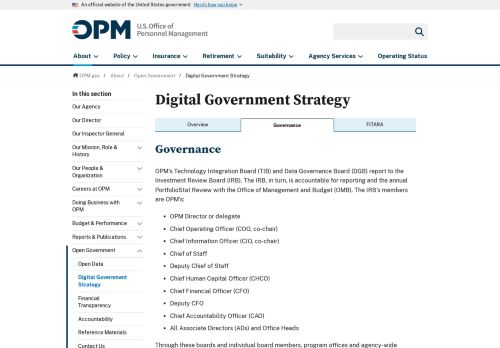 An official website of the United States government Here's how you know
OPM U.S. Office of
Personnel Management
About Policy Insurance Retirement Suitability Agency Services Operating Status
OPM.gov / About / Open Government / Digital Government Strategy
In this section
Our Agency
Our Director
Our Inspector General
Our Mission, Role &
History
Our People &
Organization
Careers at OPM
Doing Business with
OPM
Budget & Performance
Reports & Publications
Open Government
Open Data
Digital Government
Strategy
Financial
Transparency
Accountability
Reference Materials
Contact Us
Digital Government Strategy
Overview Governance FITARA
Governance
OPM's Technology Integration Board (TIB) and Data Governance Board (DGB) report to the
Investment Review Board (IRB). The IRB, in turn, is accountable for reporting and the annual
PortfolioStat Review with the Office of Management and Budget (OMB). The IRB's members
are OPM's:
• OPM Director or delegate
• Chief Operating Officer (COO, co-chair)
• Chief Information Officer (CIO, co-chair)
• Chief of Staff
• Deputy Chief of Staff
• Chief Human Capital Officer (CHCO)
• Chief Financial Officer (CFO)
• Deputy CFO
• Chief Accountability Officer (CAO)
• All Associate Directors (ADs) and Office Heads
Through these boards and individual board members, program offices and agency-wide